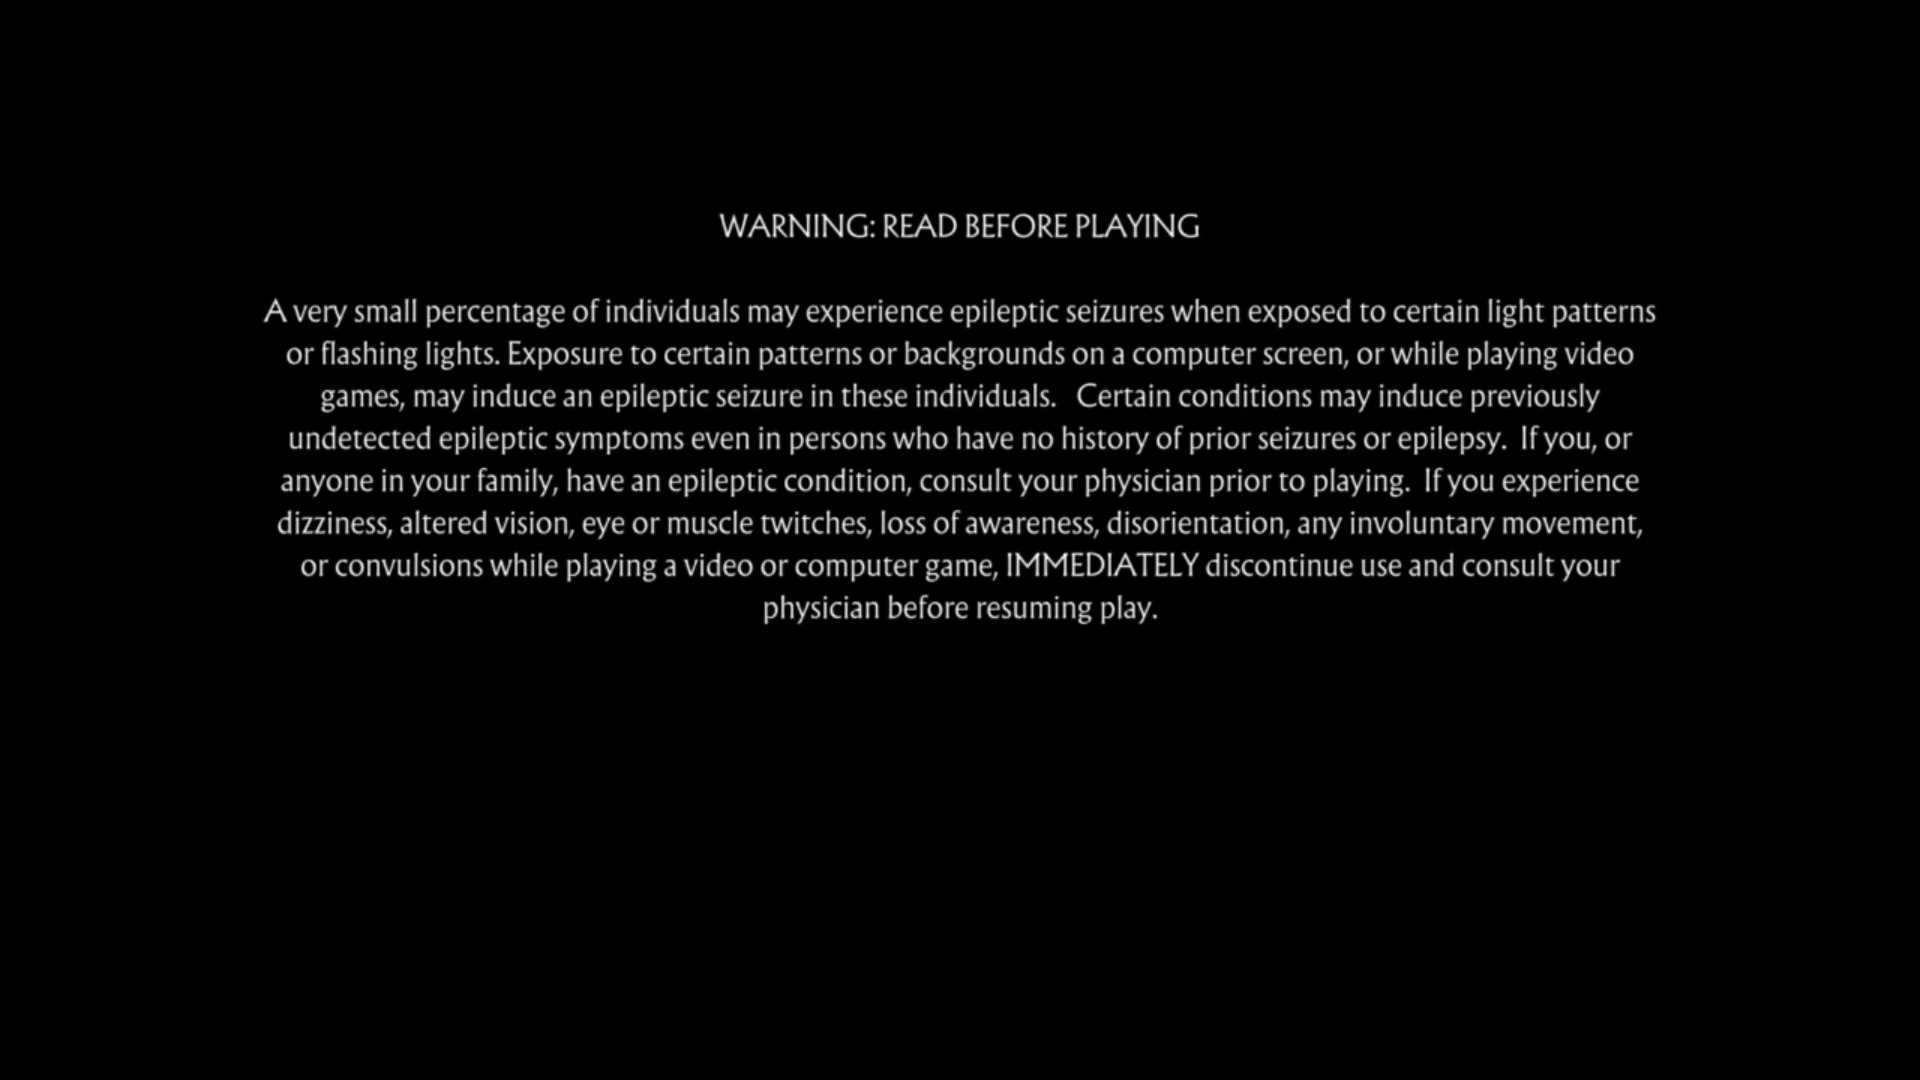 WARNING: READ BEFORE PLAYING
A very small percentage of individuals may experience epileptic seizures when exposed to certain light patterns
or flashing lights. Exposure to certain patterns or backgrounds on a computer screen, or while playing video
games, may induce an epileptic seizure in these individuals.   Certain conditions may induce previously
undetected epileptic symptoms even in persons who have no history of prior seizures or epilepsy.  If you, or
anyone in your family, have an epileptic condition, consult your physician prior to playing.  If you experience
dizziness, altered vision, eye or muscle twitches, loss of awareness, disorientation, any involuntary movement,
or convulsions while playing a video or computer game, IMMEDIATELY discontinue use and consult your
physician before resuming play.